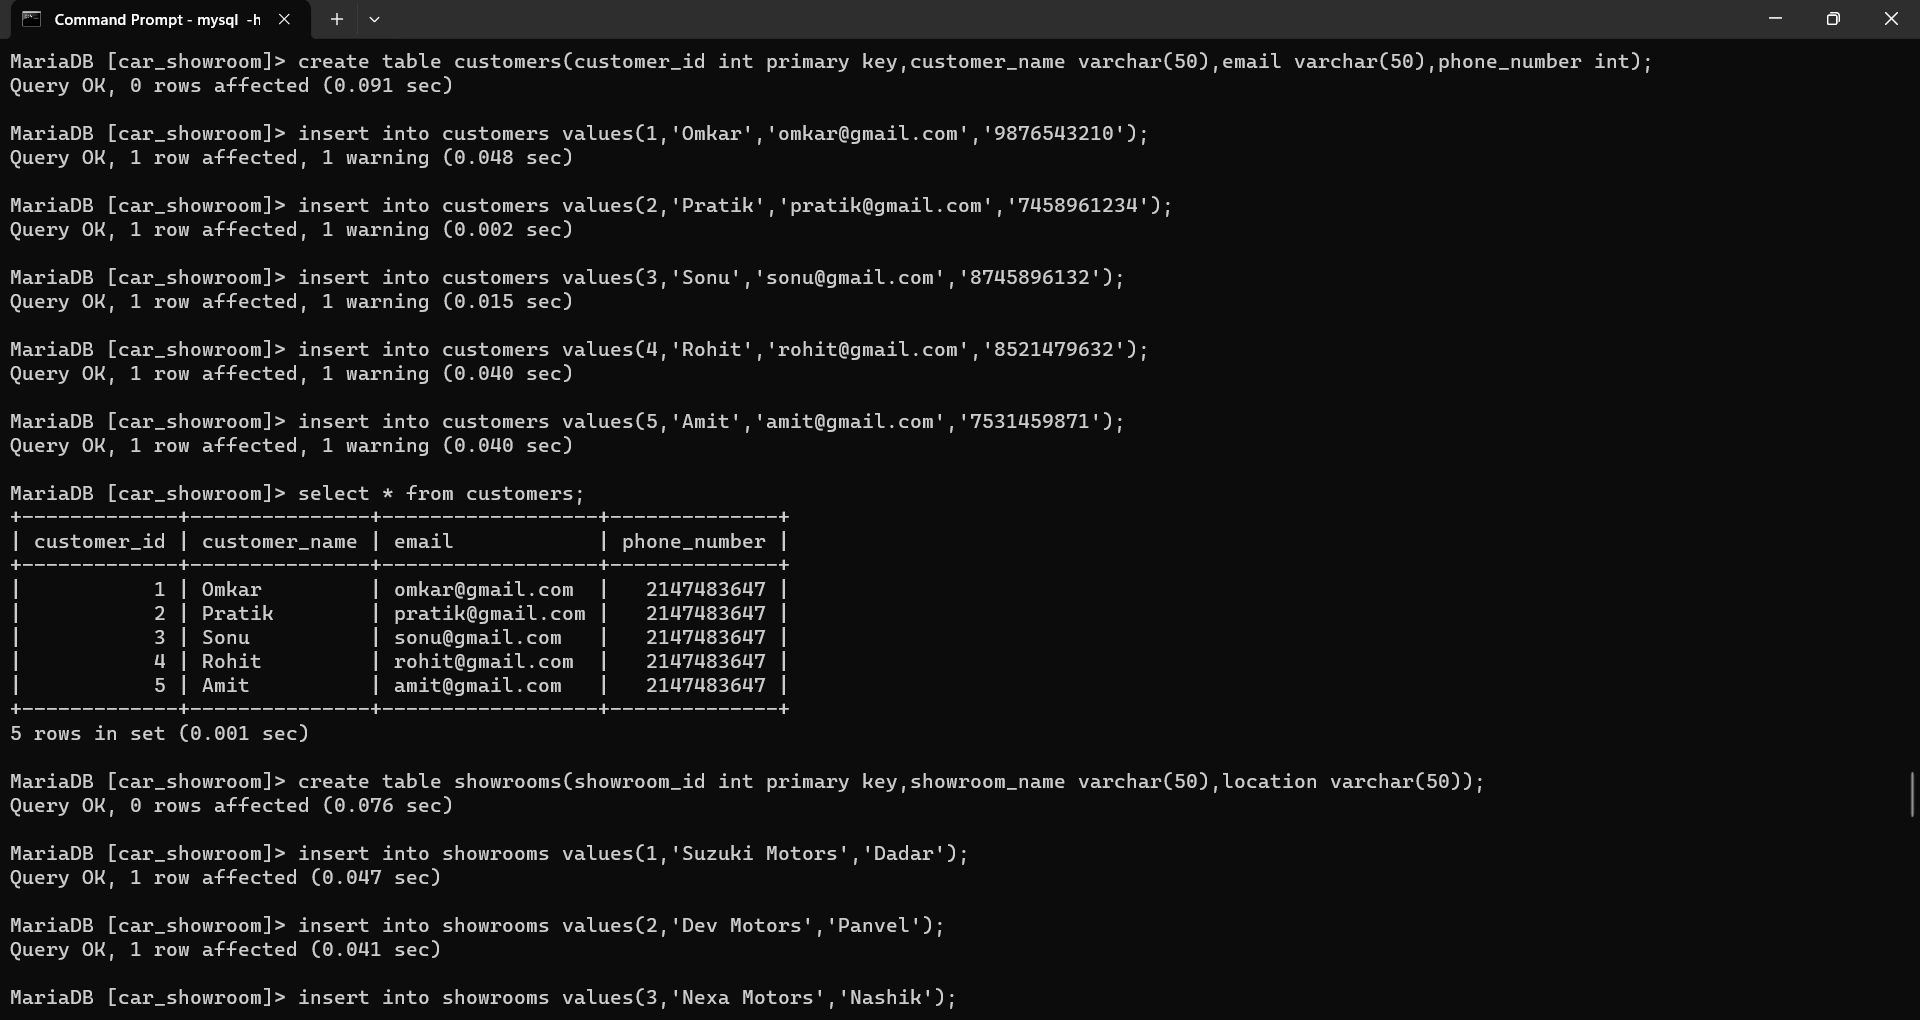 Command Prompt - mysql -h
MariaDB [car_showroom]> create table customers(customer_id int primary key,customer_name varchar(50),email varchar(50),phone_number int);
Query OK, 0 rows affected (0.091 sec)
MariaDB [car_showroom]> insert into customers values(1,'Omkar','omkar@gmail.com','9876543210');
Query OK, 1 row affected, 1 warning (0.048 sec)
MariaDB [car_showroom]> insert into customers values(2,'Pratik','pratik@gmail.com','7458961234');
Query OK, 1 row affected, 1 warning (0.002 sec)
MariaDB [car_showroom]> insert into customers values(3,'Sonu','sonu@gmail.com','8745896132');
Query OK, 1 row affected, 1 warning (0.015 sec)
MariaDB [car_showroom]> insert into customers values(4,'Rohit','rohit@gmail.com','8521479632');
Query OK, 1 row affected, 1 warning (0.040 sec)
MariaDB [car_showroom]> insert into customers values(5,'Amit','amit@gmail.com','7531459871');
Query OK, 1 row affected, 1 warning (0.040 sec)
MariaDB [car_showroom]> select * from customers;
+-------------+---------------+------------------+--------------+
| customer_id | customer_name | email            | phone_number |
+-------------+---------------+------------------+--------------+
|           1 | Omkar         | omkar@gmail.com  |   2147483647 |
|           2 | Pratik        | pratik@gmail.com |   2147483647 |
|           3 | Sonu          | sonu@gmail.com   |   2147483647 |
|           4 | Rohit         | rohit@gmail.com  |   2147483647 |
|           5 | Amit          | amit@gmail.com   |   2147483647 |
+-------------+---------------+------------------+--------------+
5 rows in set (0.001 sec)
MariaDB [car_showroom]> create table showrooms(showroom_id int primary key,showroom_name varchar(50),location varchar(50));
Query OK, 0 rows affected (0.076 sec)
MariaDB [car_showroom]> insert into showrooms values(1,'Suzuki Motors','Dadar');
Query OK, 1 row affected (0.047 sec)
MariaDB [car_showroom]> insert into showrooms values(2,'Dev Motors','Panvel');
Query OK, 1 row affected (0.041 sec)
MariaDB [car_showroom]> insert into showrooms values(3,'Nexa Motors','Nashik');